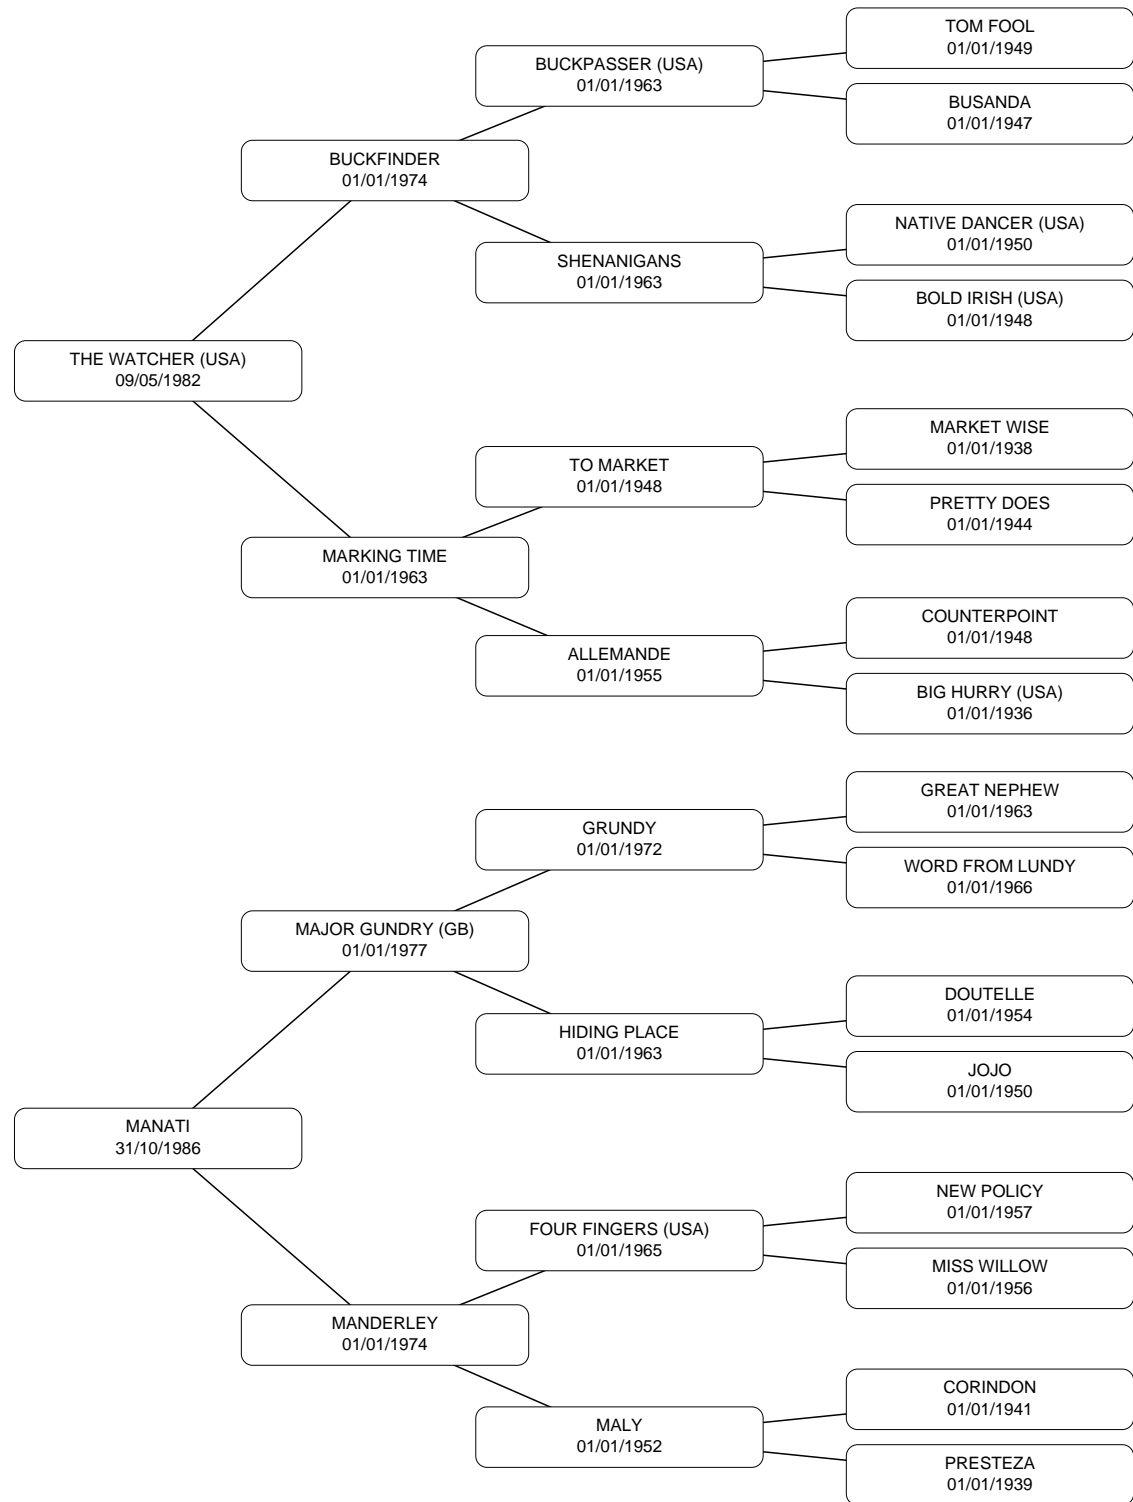 TOM FOOL
01/01/1949
BUCKPASSER (USA)
01/01/1963
BUSANDA
01/01/1947
BUCKFINDER
01/01/1974
NATIVE DANCER (USA)
01/01/1950
SHENANIGANS
01/01/1963
BOLD IRISH (USA)
01/01/1948
THE WATCHER (USA)
09/05/1982
MARKET WISE
01/01/1938
TO MARKET
01/01/1948
PRETTY DOES
01/01/1944
MARKING TIME
01/01/1963
COUNTERPOINT
01/01/1948
ALLEMANDE
01/01/1955
BIG HURRY (USA)
01/01/1936
GREAT NEPHEW
01/01/1963
GRUNDY
01/01/1972
WORD FROM LUNDY
01/01/1966
MAJOR GUNDRY (GB)
01/01/1977
DOUTELLE
01/01/1954
HIDING PLACE
01/01/1963
JOJO
01/01/1950
MANATI
31/10/1986
NEW POLICY
01/01/1957
FOUR FINGERS (USA)
01/01/1965
MISS WILLOW
01/01/1956
MANDERLEY
01/01/1974
CORINDON
01/01/1941
MALY
01/01/1952
PRESTEZA
01/01/1939